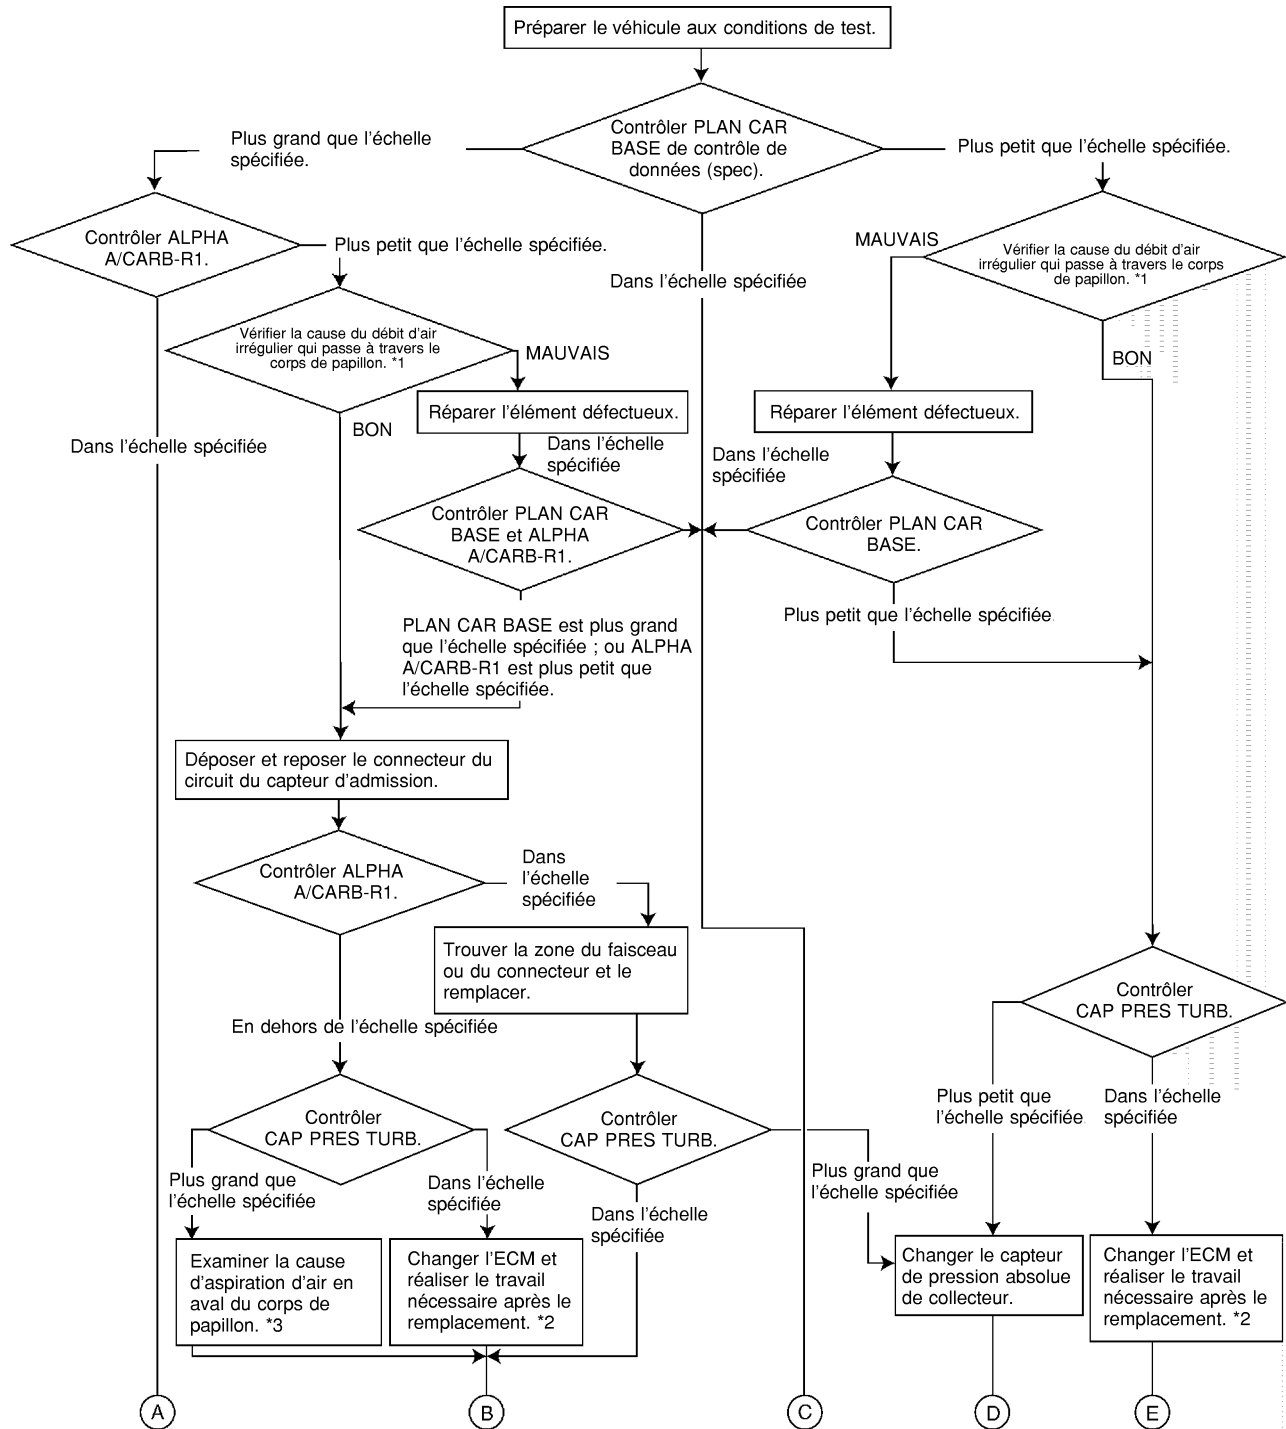 Préparer le véhicule aux conditions de test.
Contrôler PLAN CAR
BASE de contrôle de
données (spec).
Plus grand que l'échelle
spécifiée.
Plus petit que l'échelle spécifiée.
Contrôler ALPHA
A/CARB-R1.
Plus petit que l'échelle spécifiée.
Dans l'échelle spécifiée
MAUVAIS
Vérifier la cause du débit d'air
irrégulier qui passe à travers le corps
de papillon. *1
Vérifier la cause du débit d'air
irrégulier qui passe à travers le
corps de papillon. *1
MAUVAIS
BON
Réparer l'élément défectueux.
Réparer l'élément défectueux.
BON
Dans l'échelle spécifiée
Dans l'échelle
spécifiée
Dans l'échelle
spécifiée
Contrôler PLAN CAR
BASE et ALPHA
A/CARB-R1.
Contrôler PLAN CAR
BASE.
Plus petit que l'échelle spécifiée.
PLAN CAR BASE est plus grand
que l'échelle spécifiée ; ou ALPHA
A/CARB-R1 est plus petit que
l'échelle spécifiée.
Déposer et reposer le connecteur du
circuit du capteur d'admission.
Contrôler ALPHA
A/CARB-R1.
Dans
l'échelle
spécifiée
Trouver la zone du faisceau
ou du connecteur et le
remplacer.
En dehors de l'échelle spécifiée
Contrôler
CAP PRES TURB.
Contrôler
CAP PRES TURB.
Contrôler
CAP PRES TURB.
Plus petit que
l'échelle spécifiée
Dans l'échelle
spécifiée
Plus grand que
l'échelle spécifiée
Dans l'échelle
spécifiée
Dans l'échelle
spécifiée
Plus grand que
l'échelle spécifiée
Examiner la cause
d'aspiration d'air en
aval du corps de
papillon. *3
Changer l'ECM et
réaliser le travail
nécessaire après le
remplacement. *2
Changer le capteur
de pression absolue
de collecteur.
Changer l'ECM et
réaliser le travail
nécessaire après le
remplacement. *2
A
B
C
D
E